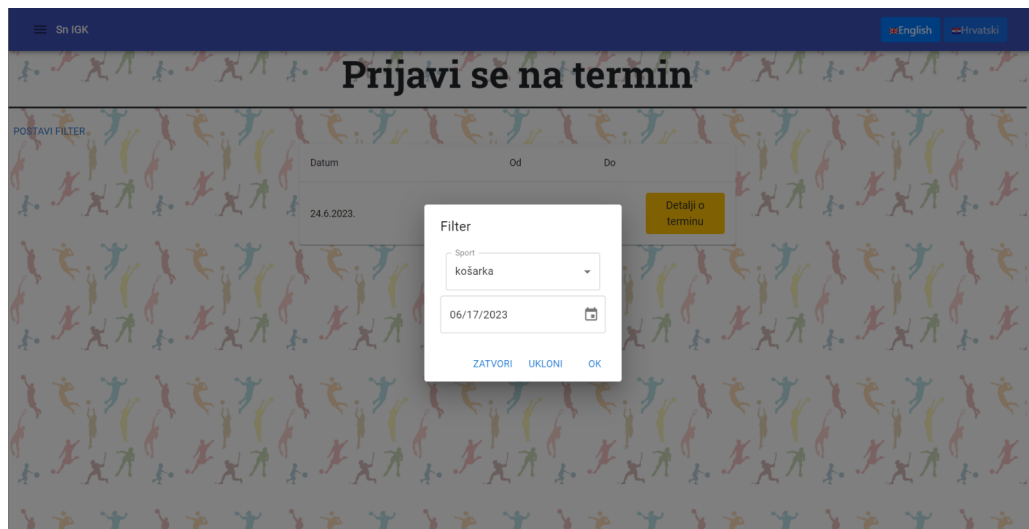 Sn IGK
English
Hrvatski
Prijavi se na termin
POSTAVI FILTER
Datum Od Do
24.6.2023.
Detalji o
terminu
Filter
Sport
košarka
06/17/2023
ZATVORI UKLONI OK